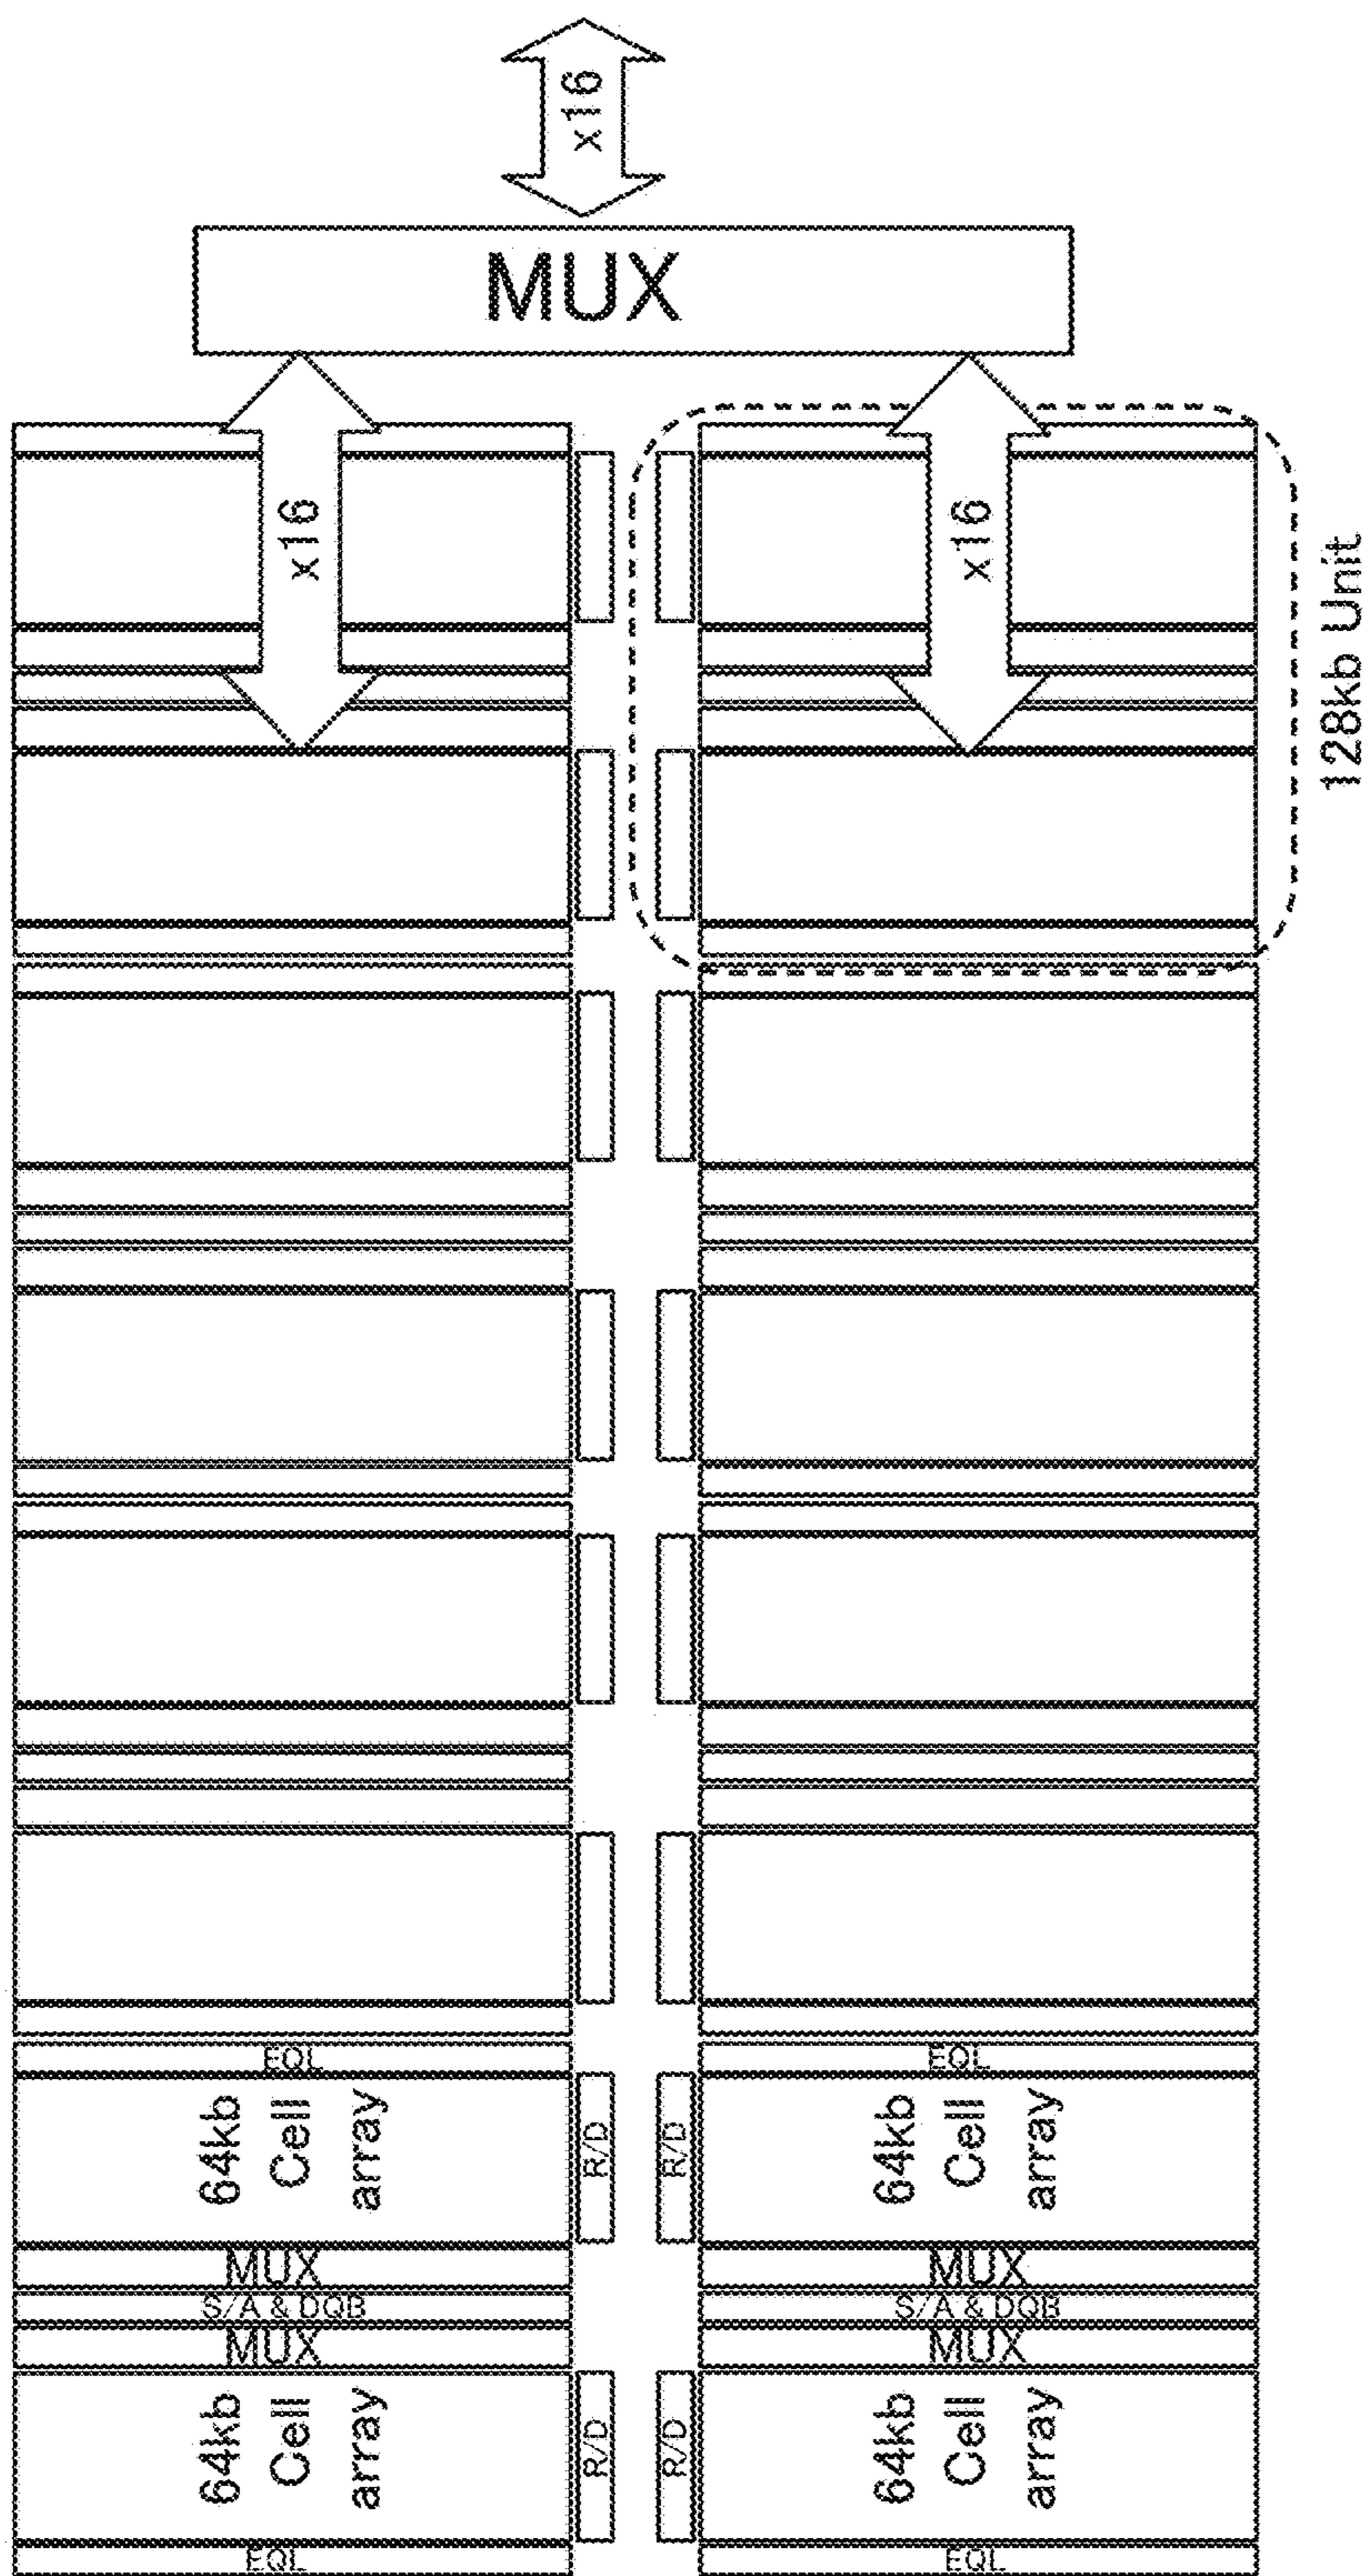 x16
MUX
x16
x16
128kb Unit
EQL
EQL
64kb
Cell
array
R/D
R/D
64kb
Cell
array
MUX
MUX
S/A & DQB
S/A & DQB
MUX
MUX
64kb
Cell
array
R/D
R/D
64kb
Cell
array
EQL
EQL